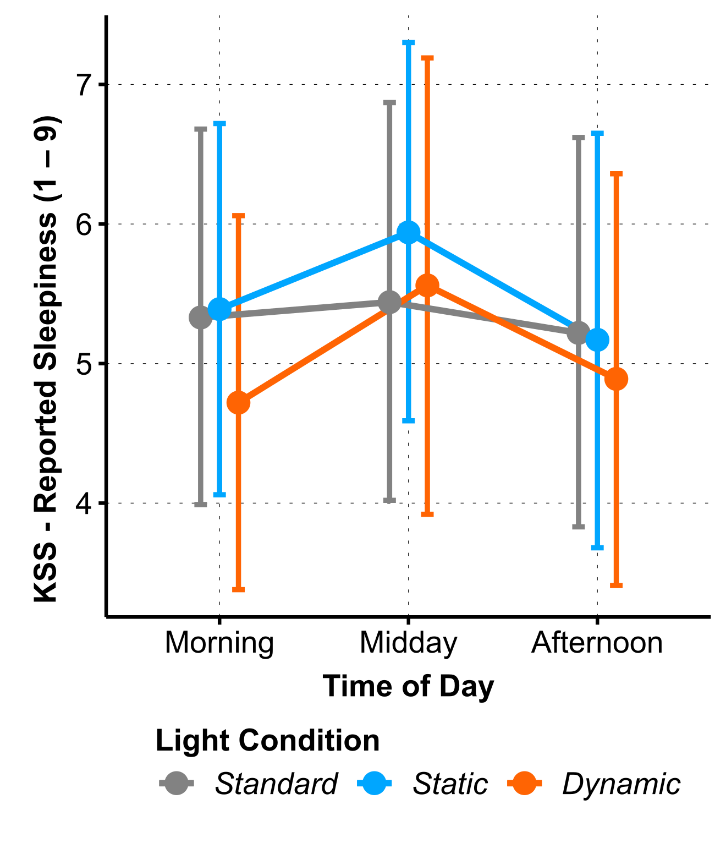 KSS - Reported Sleepiness (1 – 9)
7
6
5
4
Morning Midday Afternoon
Time of Day
Light Condition
Standard Static Dynamic